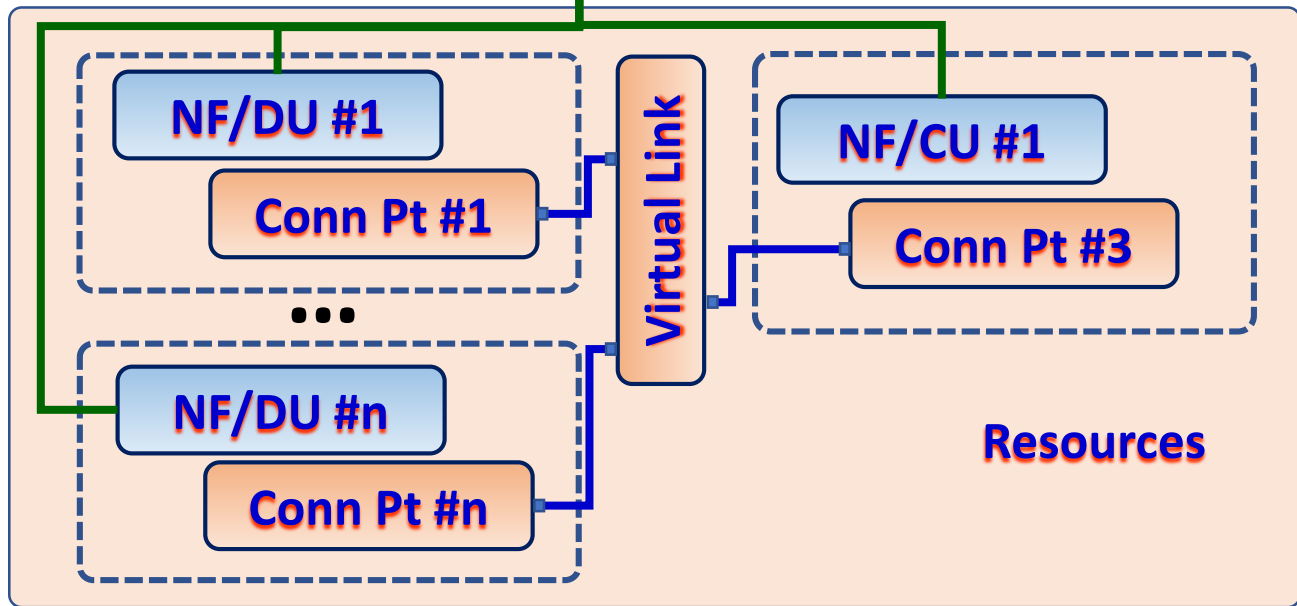 NF/DU #1
Conn Pt #1
...
NF/DU #n
Conn Pt #n
Virtual Link
NF/CU #1
Conn Pt #3
Resources